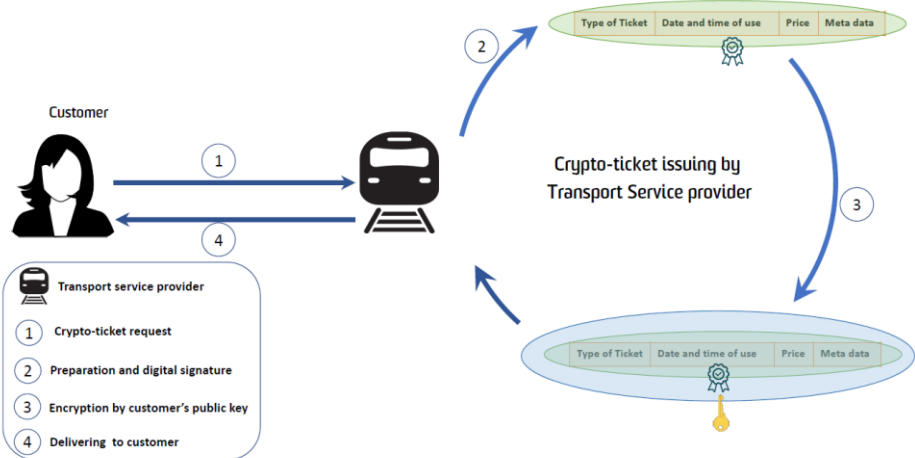 Type of Ticket Date and time of use Price Meta data
2
Customer
1
Crypto-ticket issuing by
Transport Service provider
3
4
Transport service provider
1 Crypto-ticket request
2 Preparation and digital signature
3 Encryption by customer's public key
4 Delivering to customer
Type of Ticket Date and time of use Price Meta data